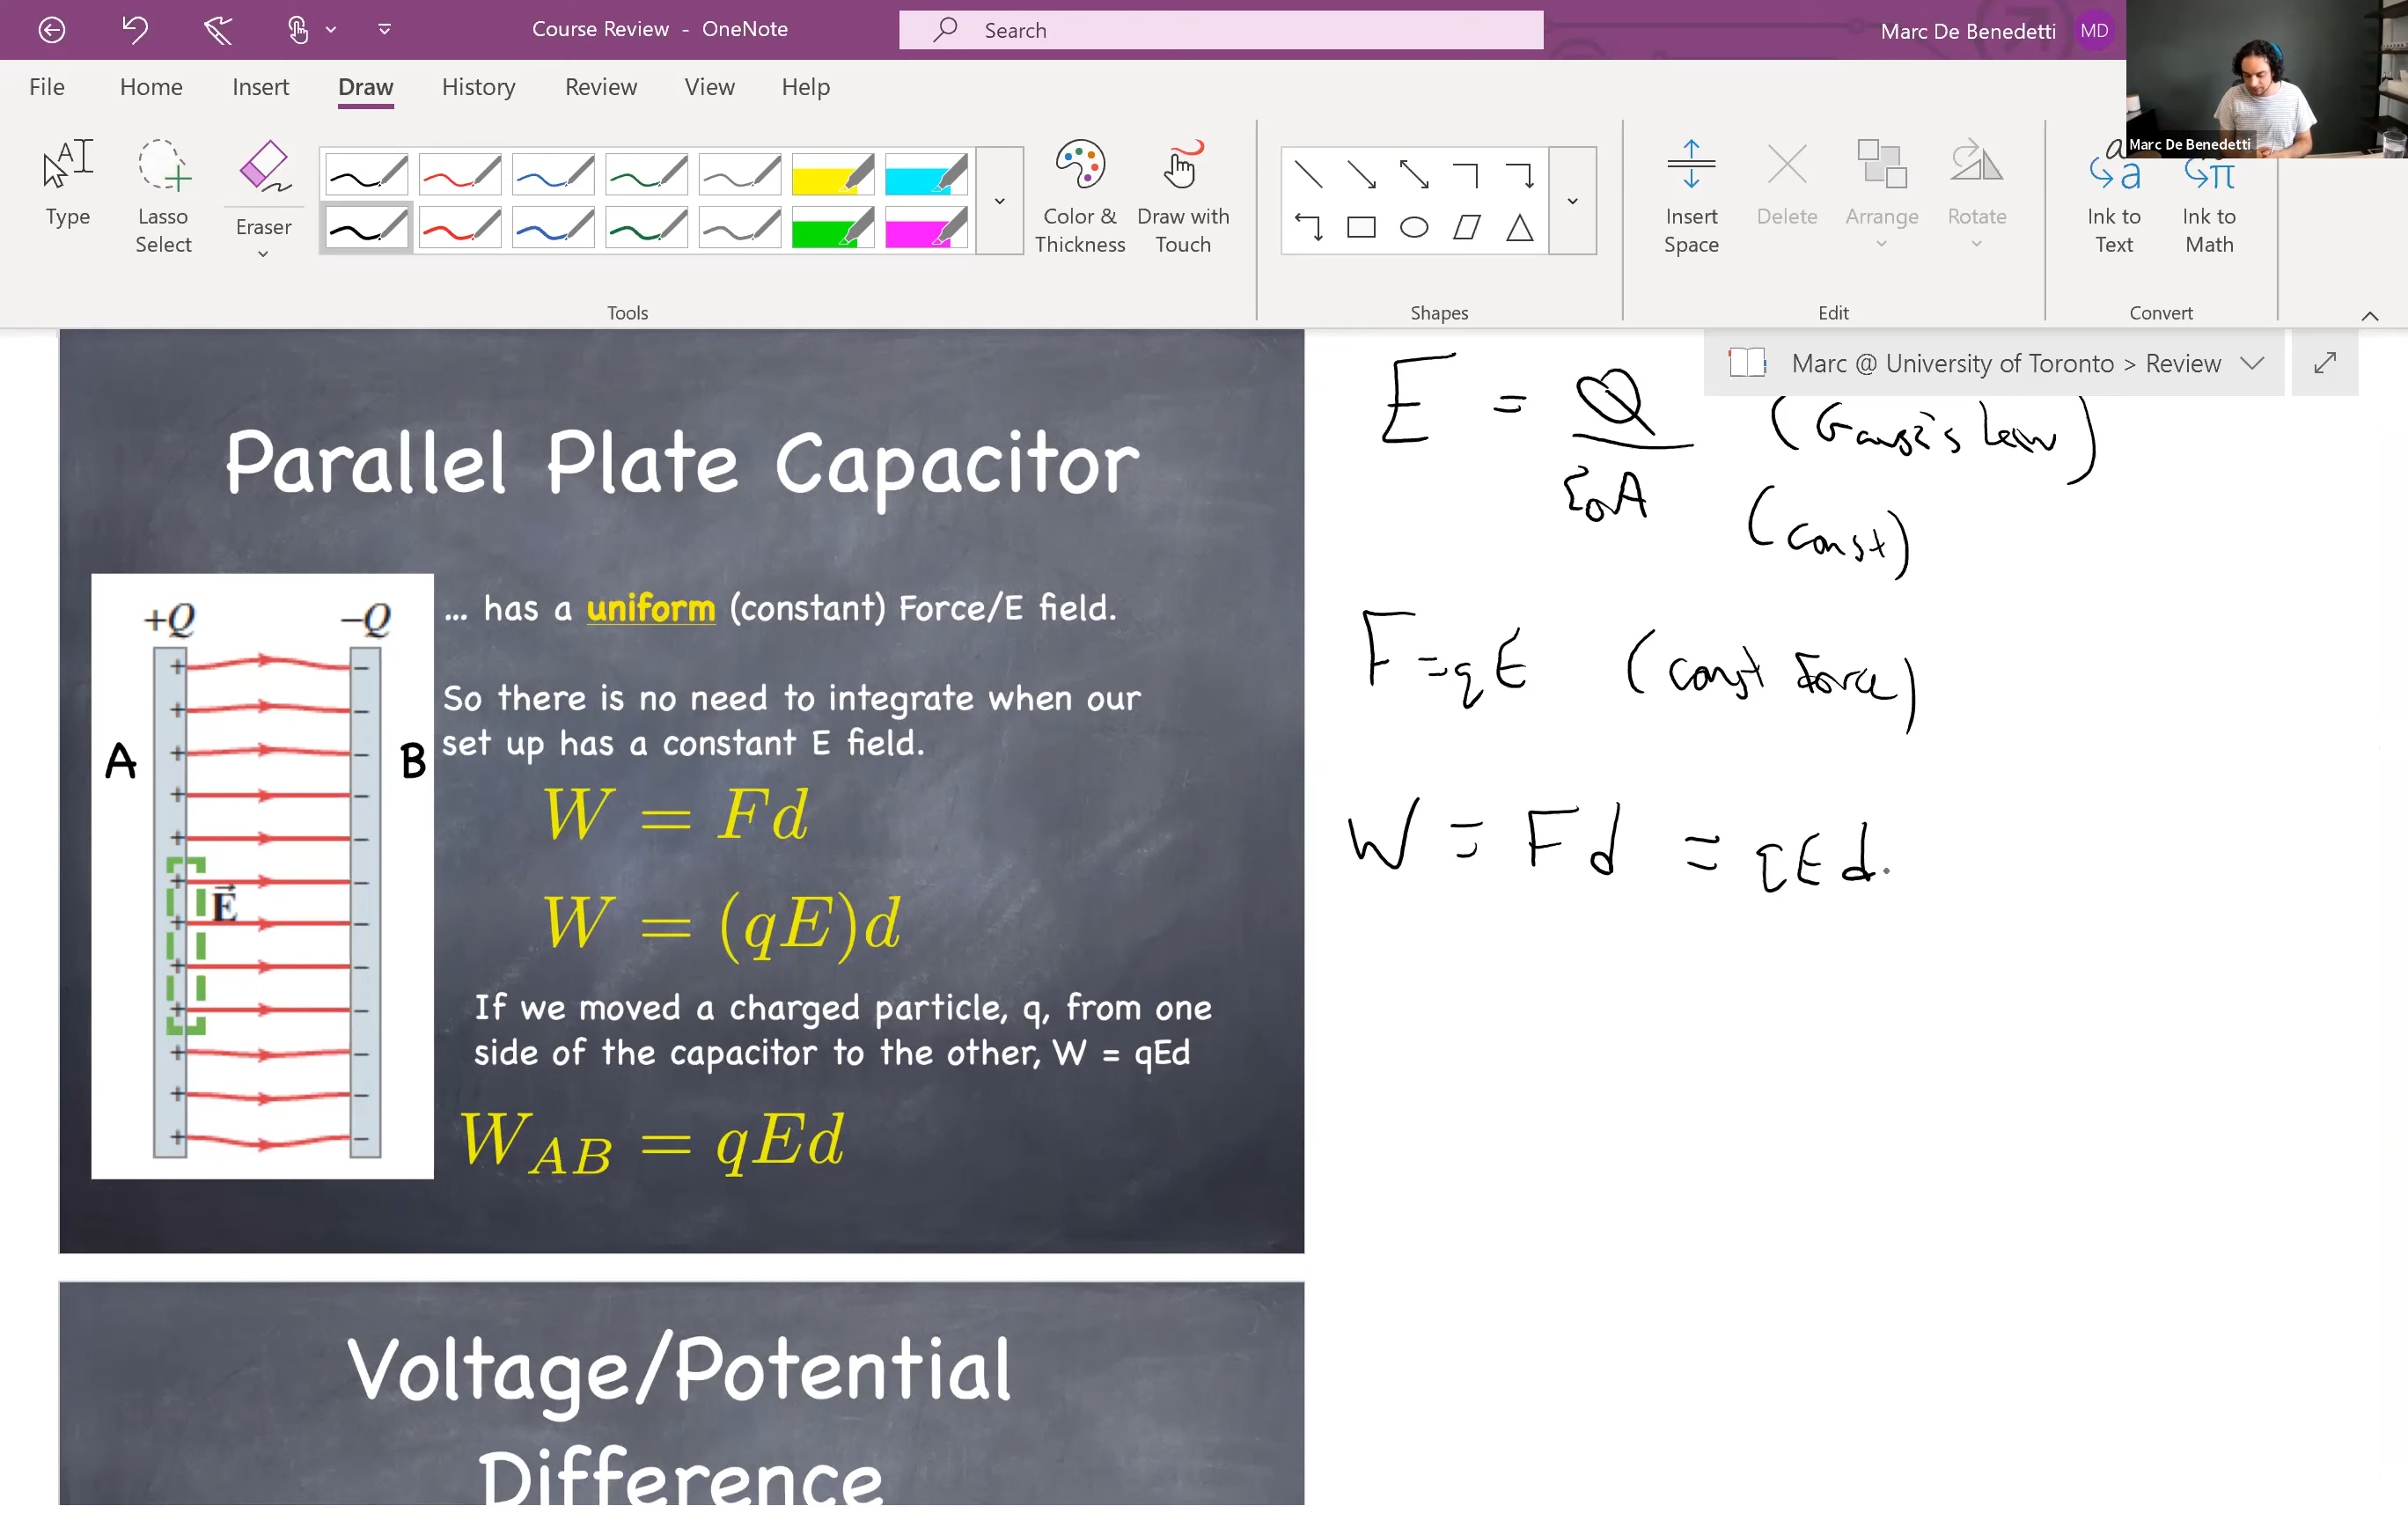 Course Review - OneNote
Search
Marc De Benedetti MD
File Home Insert Draw History Review View Help
Marc De Benedetti
Type
Lasso Select
Eraser
Color & Thickness
Draw with Touch
Insert Space
Delete
Arrange
Rotate
Ink to Text
Ink to Math
Tools
Shapes
Edit
Convert
Marc @ University of Toronto > Review
Parallel Plate Capacitor
+Q −Q
A B
E⃗
... has a uniform (constant) Force/E field.
So there is no need to integrate when our
set up has a constant E field.
W = Fd
W = (qE)d
If we moved a charged particle, q, from one
side of the capacitor to the other, W = qEd
W_AB = qEd
Voltage/Potential
Difference
E = Q/ε₀A (Gauss's law)
(const)
F = qE (const Force)
W = Fd = qEd